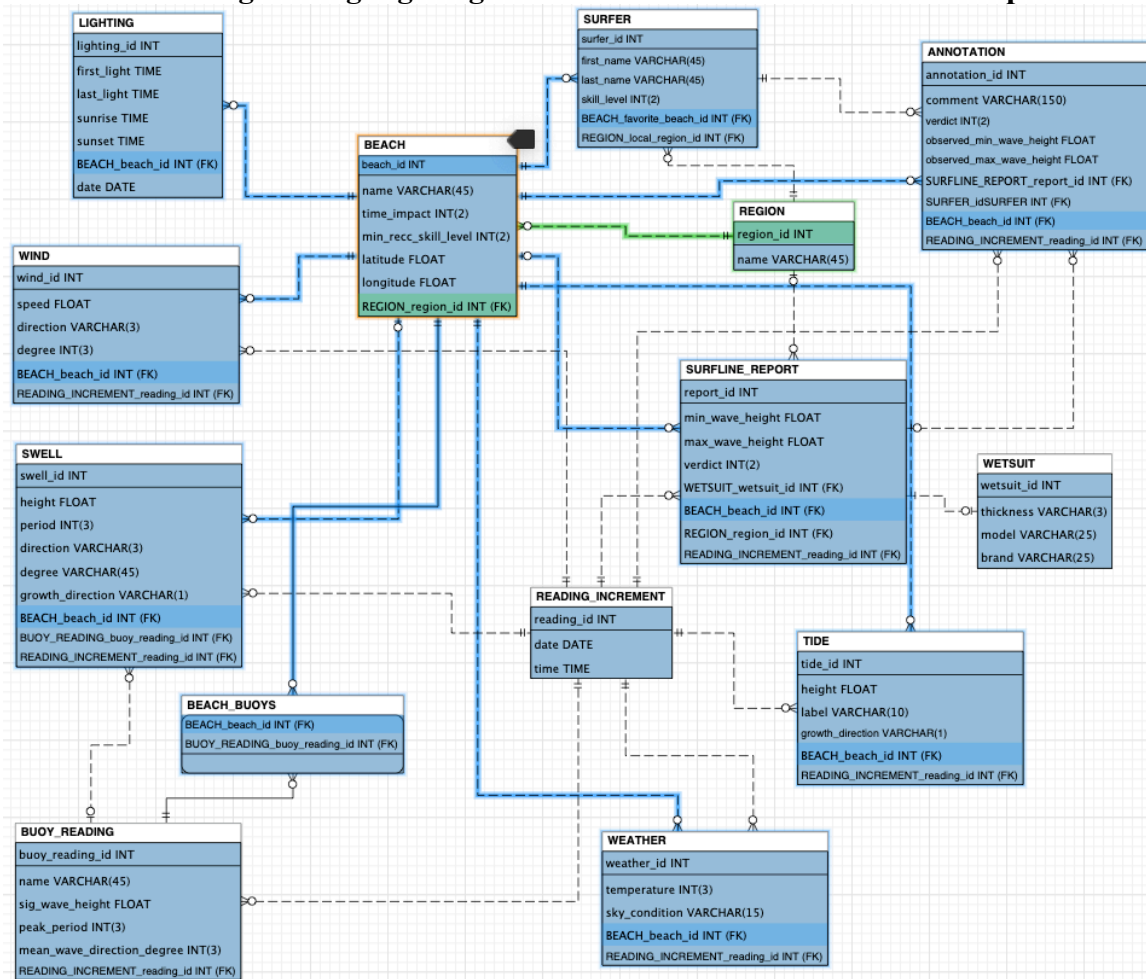 LIGHTING
lighting_id INT
first_light TIME
last_light TIME
sunrise TIME
sunset TIME
BEACH_beach_id INT (FK)
date DATE
SURFER
surfer_id INT
first_name VARCHAR(45)
last_name VARCHAR(45)
skill_level INT(2)
BEACH_favorite_beach_id INT (FK)
REGION_local_region_id INT (FK)
ANNOTATION
annotation_id INT
comment VARCHAR(150)
verdict INT(2)
observed_min_wave_height FLOAT
observed_max_wave_height FLOAT
SURFLINE_REPORT_report_id INT (FK)
SURFER_idSURFER INT (FK)
BEACH_beach_id INT (FK)
READING_INCREMENT_reading_id INT (FK)
BEACH
beach_id INT
name VARCHAR(45)
time_impact INT(2)
min_recc_skill_level INT(2)
latitude FLOAT
longitude FLOAT
REGION_region_id INT (FK)
REGION
region_id INT
name VARCHAR(45)
WIND
wind_id INT
speed FLOAT
direction VARCHAR(3)
degree INT(3)
BEACH_beach_id INT (FK)
READING_INCREMENT_reading_id INT (FK)
SURFLINE_REPORT
report_id INT
min_wave_height FLOAT
max_wave_height FLOAT
verdict INT(2)
WETSUIT_wetsuit_id INT (FK)
BEACH_beach_id INT (FK)
REGION_region_id INT (FK)
READING_INCREMENT_reading_id INT (FK)
WETSUIT
wetsuit_id INT
thickness VARCHAR(3)
model VARCHAR(25)
brand VARCHAR(25)
SWELL
swell_id INT
height FLOAT
period INT(3)
direction VARCHAR(3)
degree VARCHAR(45)
growth_direction VARCHAR(1)
BEACH_beach_id INT (FK)
BUOY_READING_buoy_reading_id INT (FK)
READING_INCREMENT_reading_id INT (FK)
READING_INCREMENT
reading_id INT
date DATE
time TIME
TIDE
tide_id INT
height FLOAT
label VARCHAR(10)
growth_direction VARCHAR(1)
BEACH_beach_id INT (FK)
READING_INCREMENT_reading_id INT (FK)
BEACH_BUOYS
BEACH_beach_id INT (FK)
BUOY_READING_buoy_reading_id INT (FK)
BUOY_READING
buoy_reading_id INT
name VARCHAR(45)
sig_wave_height FLOAT
peak_period INT(3)
mean_wave_direction_degree INT(3)
READING_INCREMENT_reading_id INT (FK)
WEATHER
weather_id INT
temperature INT(3)
sky_condition VARCHAR(15)
BEACH_beach_id INT (FK)
READING_INCREMENT_reading_id INT (FK)